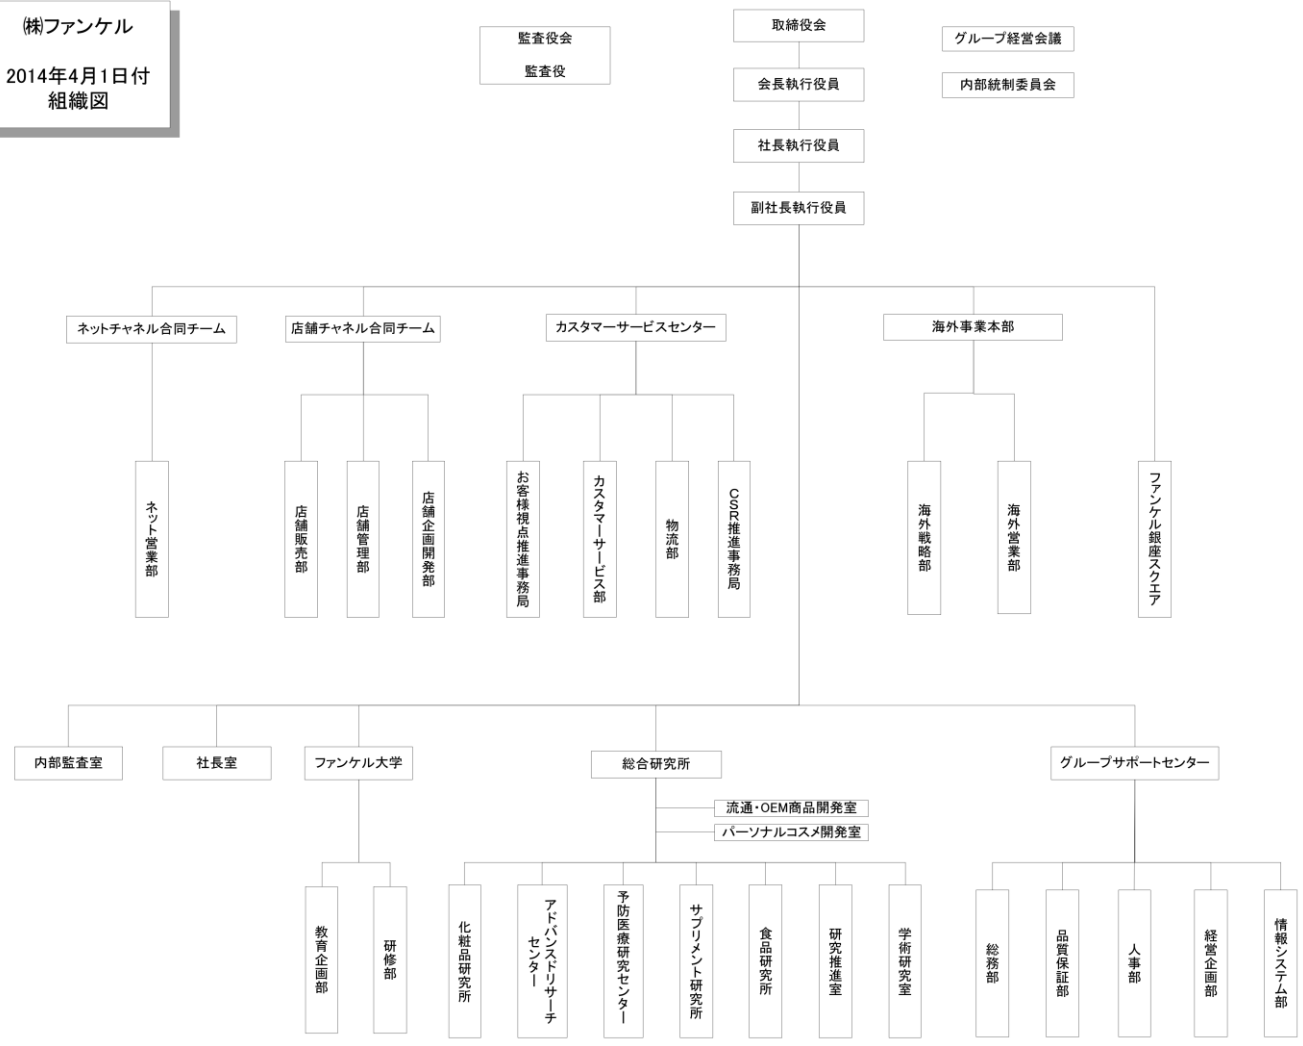 ㈱ファンケル
2014年4月1日付
組織図
監査役会
監査役
取締役会
会長執行役員
社長執行役員
副社長執行役員
グループ経営会議
内部統制委員会
ネットチャネル合同チーム
店舗チャネル合同チーム
カスタマーサービスセンター
海外事業本部
ネット営業部
店舗販売部
店舗管理部
店舗企画開発部
お客様視点推進事務局
カスタマーサービス部
物流部
CSR推進事務局
海外戦略部
海外営業部
ファンケル銀座スクエア
内部監査室
社長室
ファンケル大学
総合研究所
グループサポートセンター
流通・OEM商品開発室
パーソナルコスメ開発室
教育企画部
研修部
化粧品研究所
アドバンスドリサーチ
センター
予防医療研究センター
サプリメント研究所
食品研究所
研究推進室
学術研究室
総務部
品質保証部
人事部
経営企画部
情報システム部